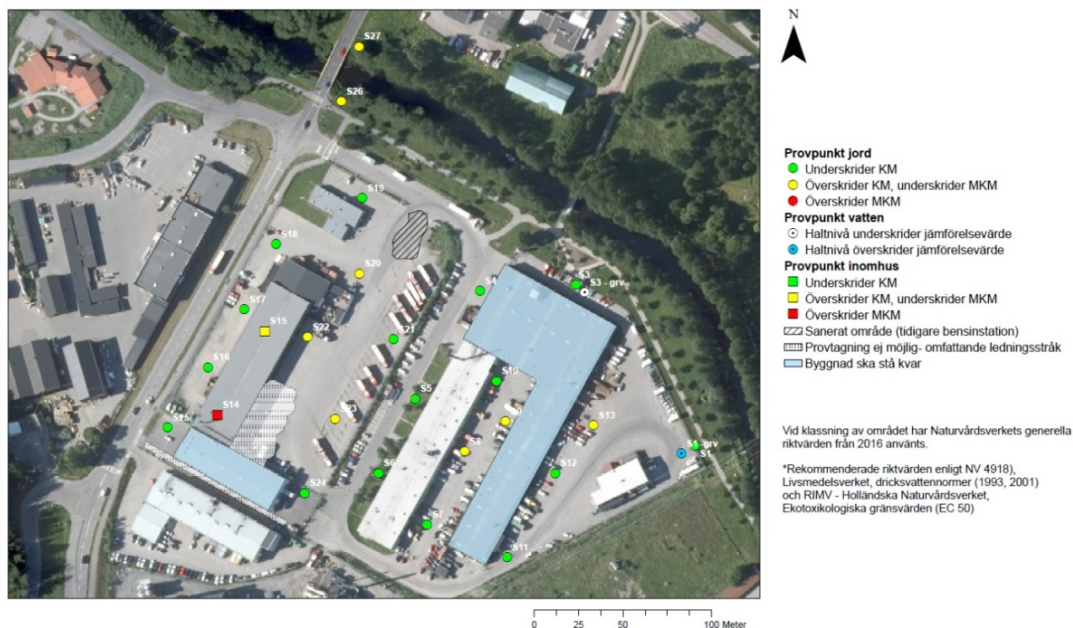 N
S27
S26
S19
S18
S20
S3
S3 - grv
S4
S17
S15
S22
S21
S16
S10
S5
S14
S23
S9
S13
S25
S8
S1 -grv
S1
S6
S12
S24
S7
S11
Provpunkt jord
Underskrider KM
Överskrider KM, underskrider MKM
Överskrider MKM
Provpunkt vatten
Haltnivå underskrider jämförelsevärde
Haltnivå överskrider jämförelsevärde
Provpunkt inomhus
Underskrider KM
Överskrider KM, underskrider MKM
Överskrider MKM
Sanerat område (tidigare bensinstation)
Provtagning ej möjlig- omfattande ledningsstråk
Byggnad ska stå kvar
Vid klassning av området har Naturvårdsverkets generella
riktvärden från 2016 använts.
*Rekommenderade riktvärden enligt NV 4918),
Livsmedelsverket, dricksvattennormer (1993, 2001)
och RIMV - Holländska Naturvårdsverket,
Ekotoxikologiska gränsvärden (EC 50)
0 25 50 100 Meter